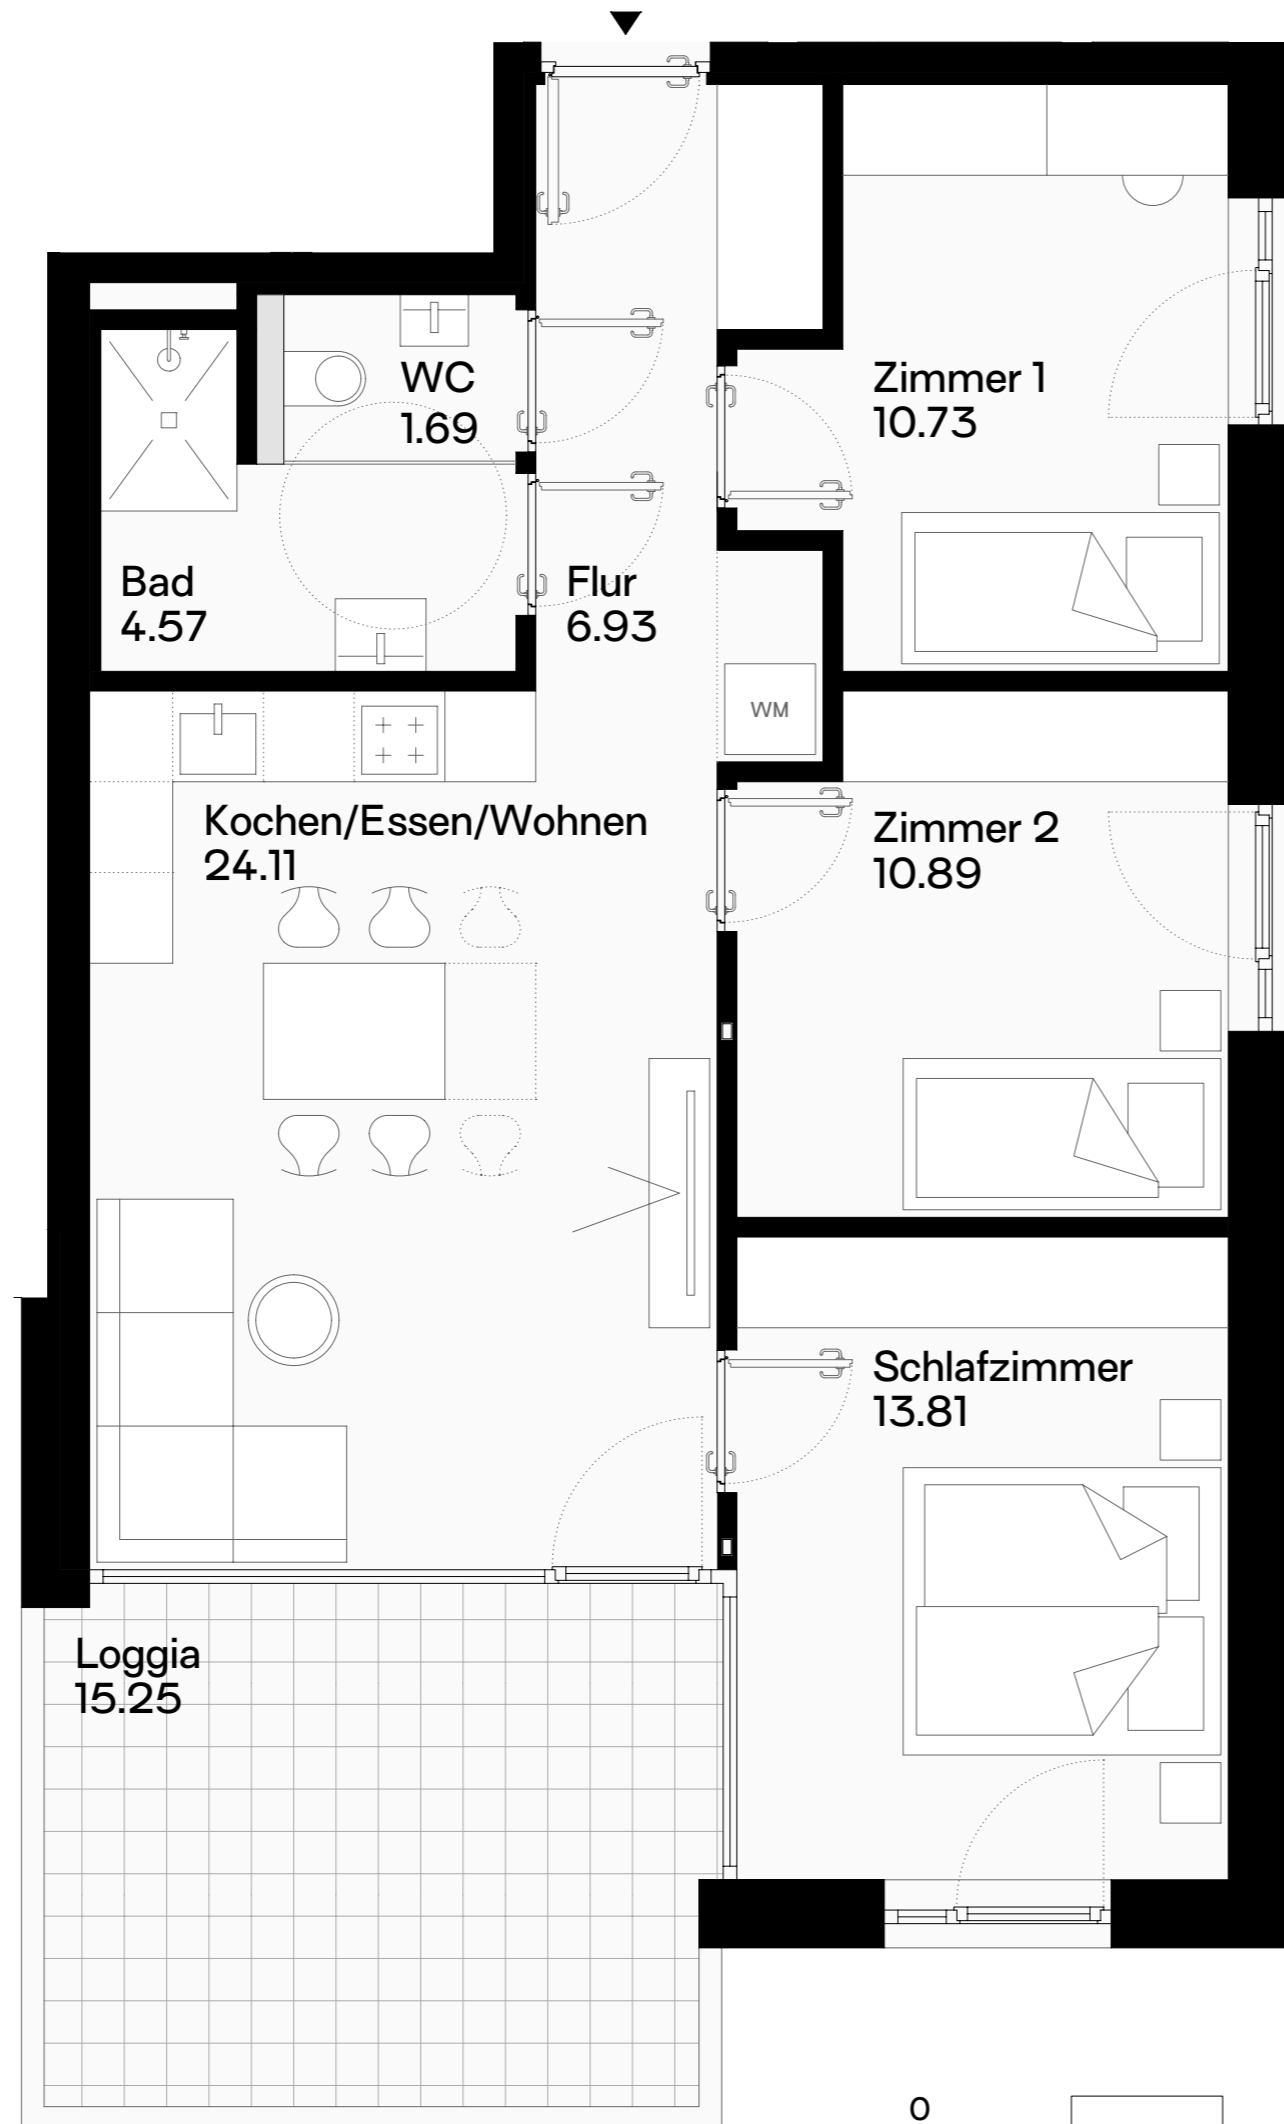 WC
1.69
Zimmer 1
10.73
Bad
4.57
Flur
6.93
WM
Kochen/Essen/Wohnen
24.11
Zimmer 2
10.89
Schlafzimmer
13.81
Loggia
15.25
0